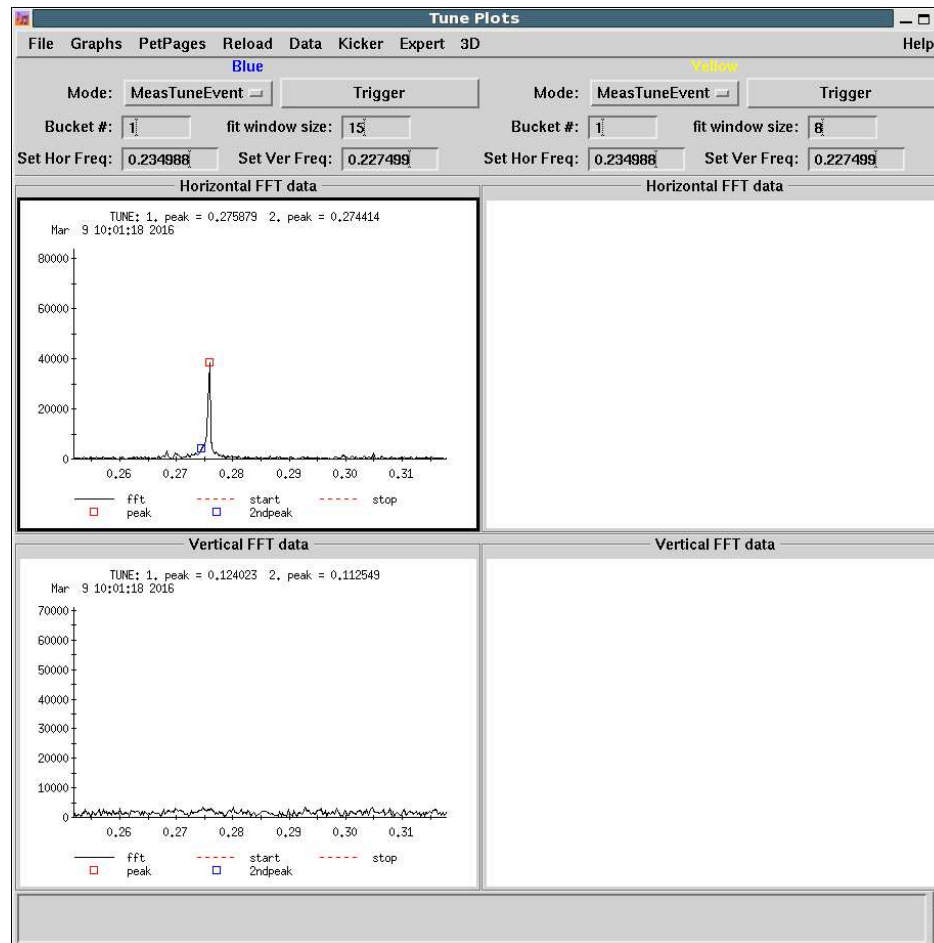 Tune Plots
File Graphs PetPages Reload Data Kicker Expert 3D Help
Blue Yellow
Mode: MeasTuneEvent Trigger Mode: MeasTuneEvent Trigger
Bucket #: 1 fit window size: 15 Bucket #: 1 fit window size: 8
Set Hor Freq: 0.234988 Set Ver Freq: 0.227499 Set Hor Freq: 0.234988 Set Ver Freq: 0.227499
Horizontal FFT data Horizontal FFT data
TUNE: 1. peak = 0.275879 2. peak = 0.274414
Mar 9 10:01:18 2016
80000
60000
40000
20000
0
0.26 0.27 0.28 0.29 0.30 0.31
fft start stop
peak 2ndpeak
Vertical FFT data Vertical FFT data
TUNE: 1. peak = 0.124023 2. peak = 0.112549
Mar 9 10:01:18 2016
70000
60000
50000
40000
30000
20000
10000
0
0.26 0.27 0.28 0.29 0.30 0.31
fft start stop
peak 2ndpeak